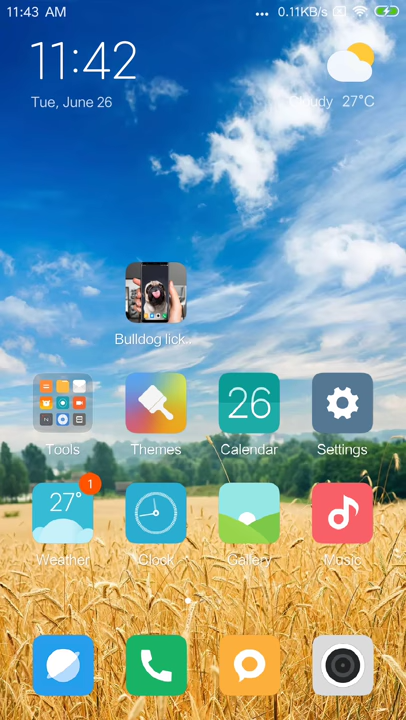 11:43 AM
... 0.11KB/s
11:42
Tue, June 26
Cloudy 27°C
Bulldog lick..
26
Tools
Themes
Calendar
Settings
27°
1
Weather
Clock
Gallery
Music